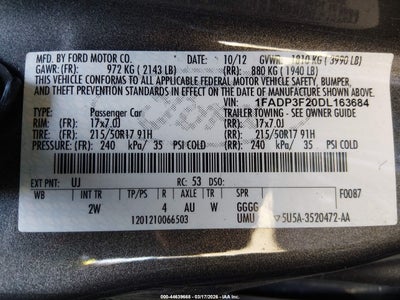 MFD. BY FORD MOTOR CO.
DATE: 10/12 GVWR: 1810 KG ( 3990 LB)
GAWR: (FR): 972 KG ( 2143 LB) (RR): 880 KG ( 1940 LB)
THIS VEHICLE CONFORMS TO ALL APPLICABLE FEDERAL MOTOR VEHICLE SAFETY, BUMPER,
AND THEFT PREVENTION STANDARDS IN EFFECT ON THE DATE OF MANUFACTURE SHOWN ABOVE.
VIN: 1FADP3F20DL163684
TYPE: Passenger Car TRAILER TOWING - SEE OWNER GUIDE
RIM: (FR): 17x7.0J (RR): 17x7.0J
TIRE: (FR): 215/50R17 91H (RR): 215/50R17 91H
PRESSURE: (FR): 240 kPa/ 35 PSI COLD (RR): 240 kPa/ 35 PSI COLD
EXT PNT: UJ RC: 53 DSO: F0087
WB INT TR TP/PS R AXLE TR SPR
2W 4 AU W GGGG
1201210066503 UMU 5U5A-3520472-AA
000-44639688 - 03/17/2026 - IAA, Inc.